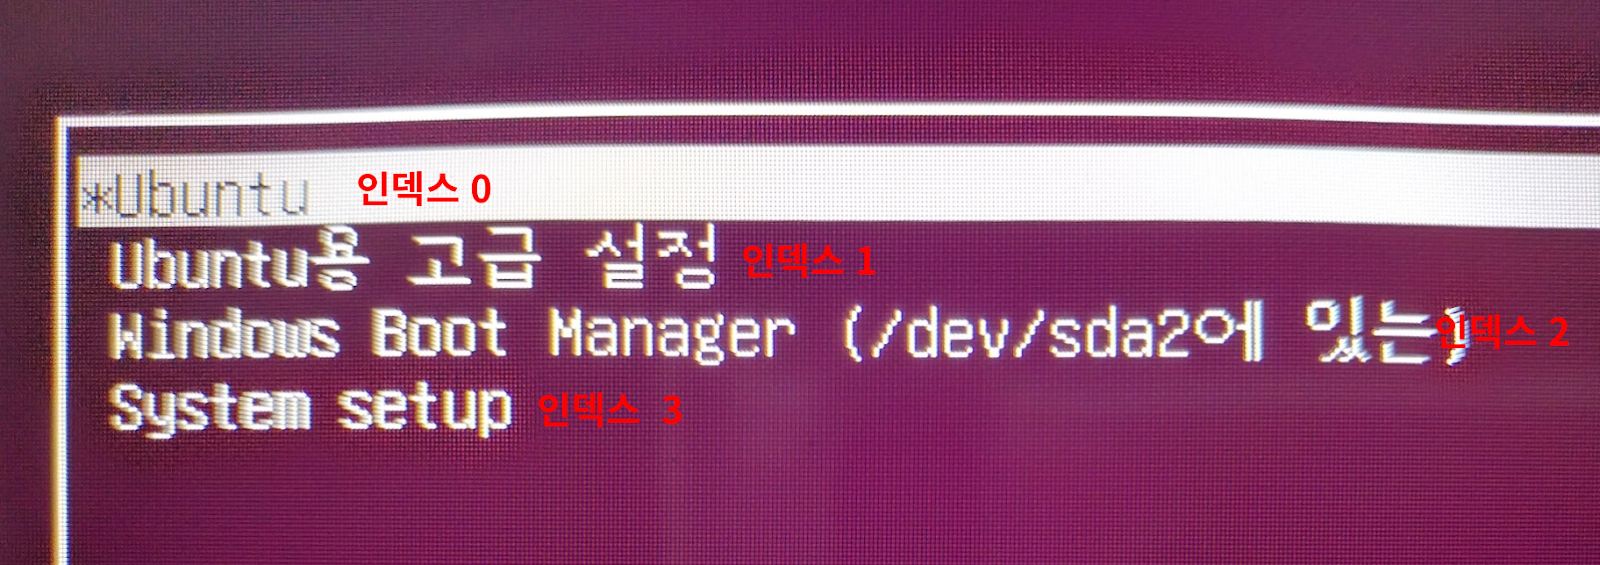 *Ubuntu 인덱스 0
Ubuntu용 고급 설정 인덱스 1
Windows Boot Manager (/dev/sda2에 있는) 인덱스 2
System setup 인덱스 3